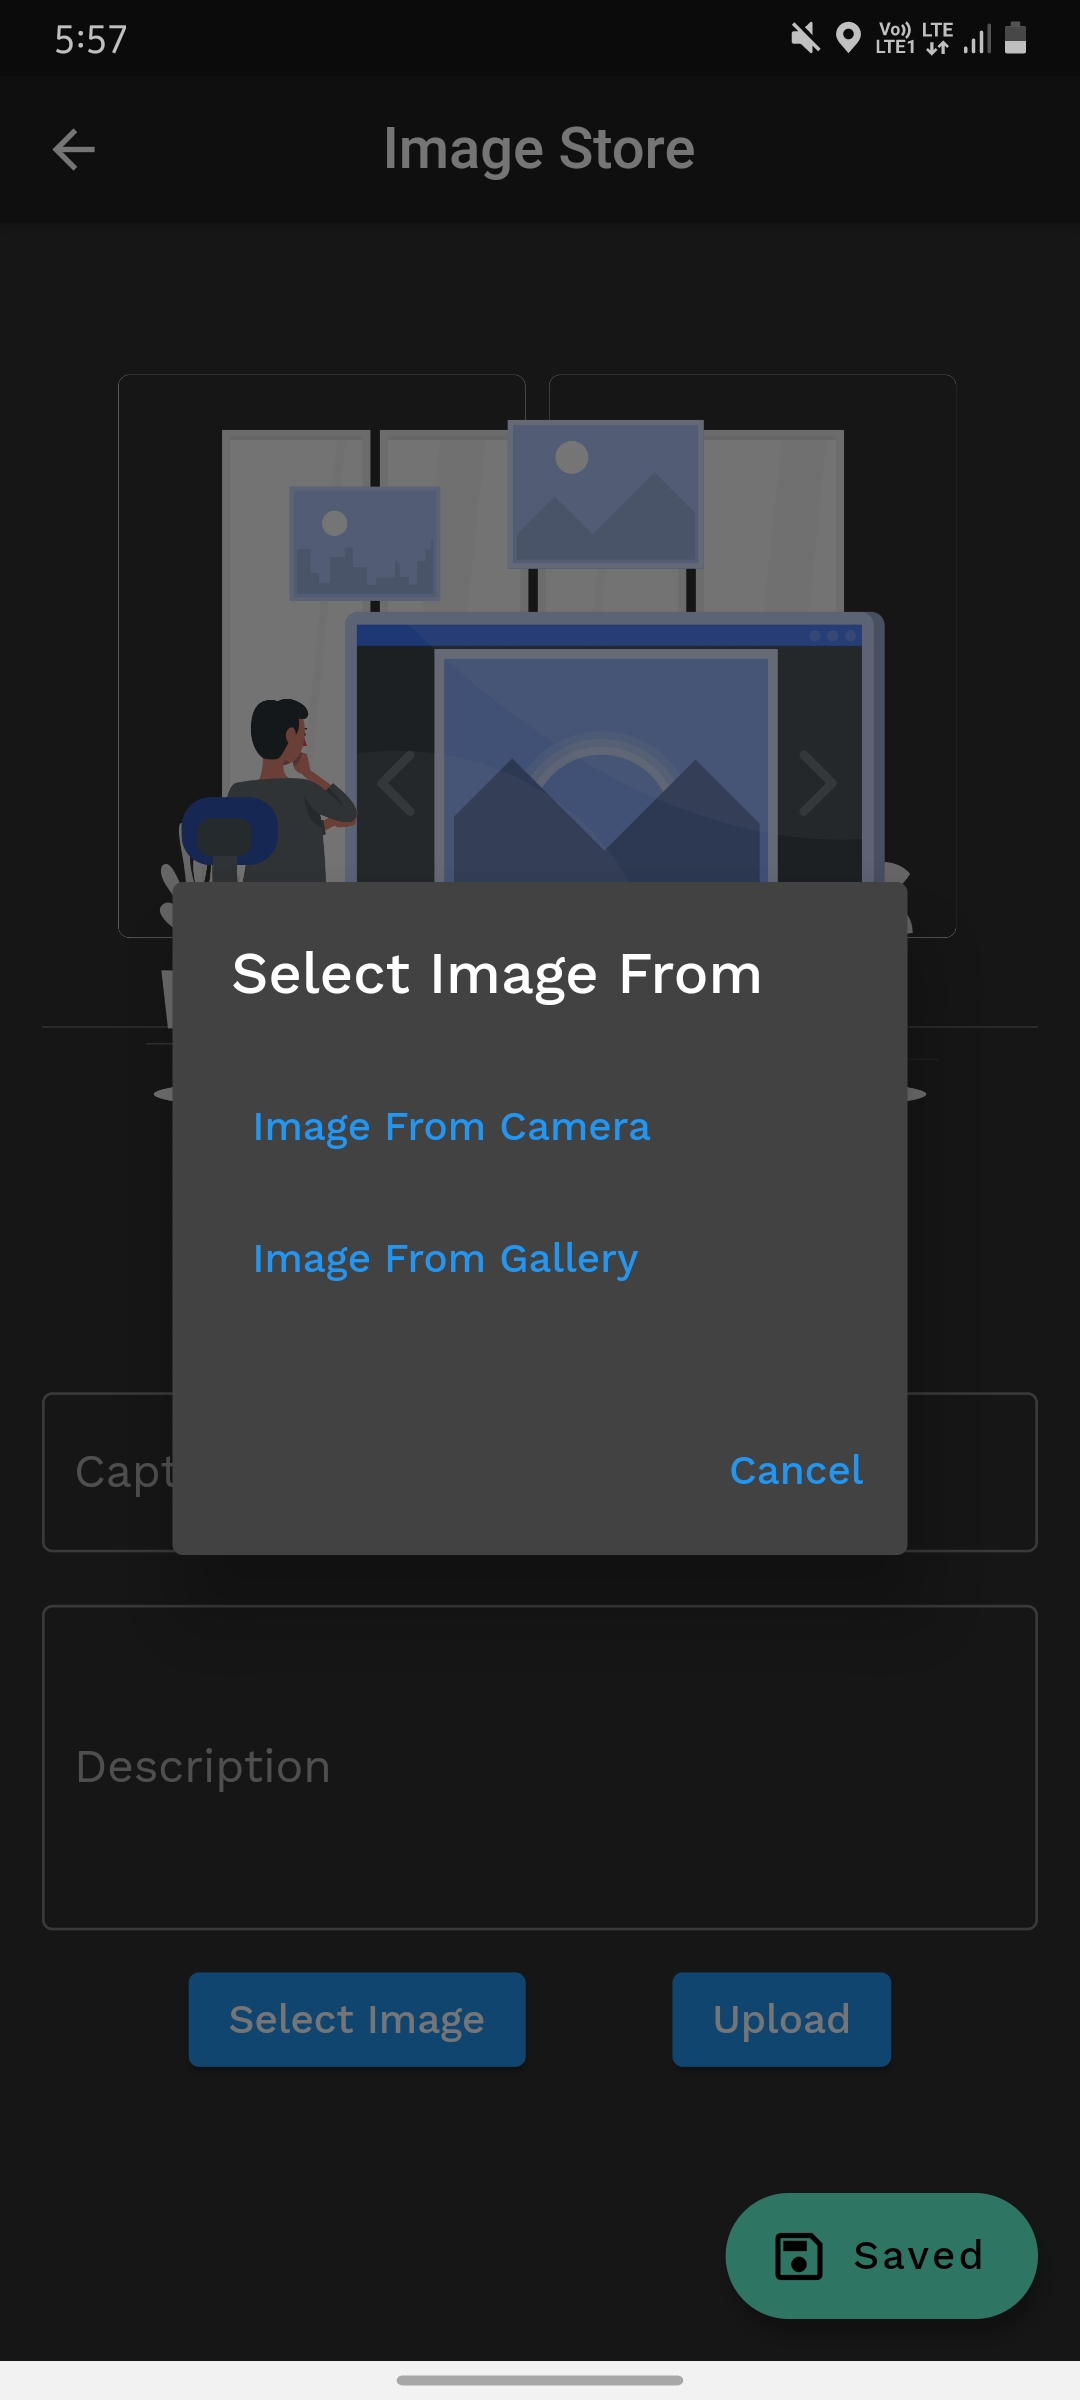 5:57
Vo)) LTE
LTE1
Image Store
Select Image From
Image From Camera
Image From Gallery
Capt
Cancel
Description
Select Image
Upload
Saved